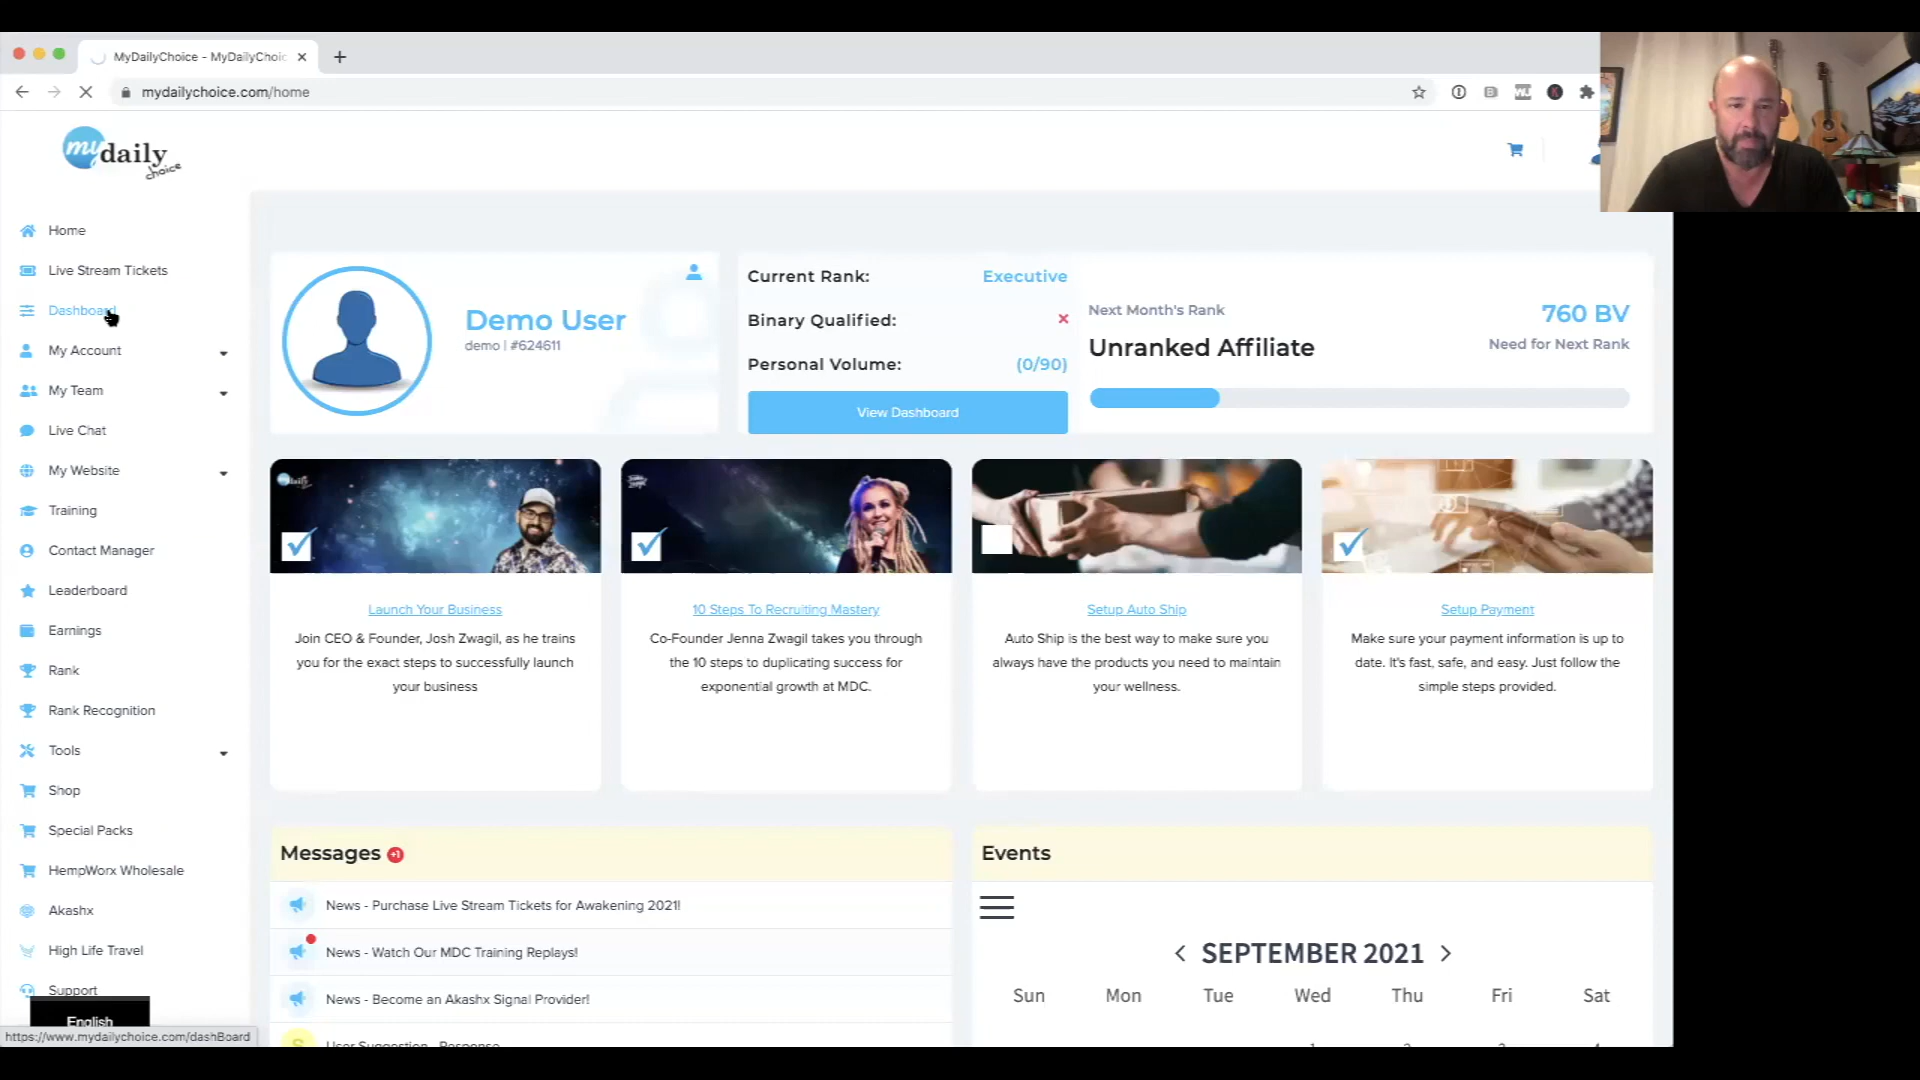 MyDailyChoice - MyDailyChoic
mydailychoice.com/home
my daily choice
Home
Live Stream Tickets
Dashboard
My Account
My Team
Live Chat
My Website
Training
Contact Manager
Leaderboard
Earnings
Rank
Rank Recognition
Tools
Shop
Special Packs
HempWorx Wholesale
Akashx
High Life Travel
Support
English
https://www.mydailychoice.com/dashBoard
Demo User
demo | #624611
Current Rank: Executive
Binary Qualified:
Personal Volume: (0/90)
View Dashboard
Next Month's Rank
Unranked Affiliate
760 BV
Need for Next Rank
Launch Your Business
Join CEO & Founder, Josh Zwagil, as he trains
you for the exact steps to successfully launch
your business
10 Steps To Recruiting Mastery
Co-Founder Jenna Zwagil takes you through
the 10 steps to duplicating success for
exponential growth at MDC.
Setup Auto Ship
Auto Ship is the best way to make sure you
always have the products you need to maintain
your wellness.
Setup Payment
Make sure your payment information is up to
date. It's fast, safe, and easy. Just follow the
simple steps provided.
Messages +1
News - Purchase Live Stream Tickets for Awakening 2021!
News - Watch Our MDC Training Replays!
News - Become an Akashx Signal Provider!
User Suggestion - Response
Events
SEPTEMBER 2021
Sun Mon Tue Wed Thu Fri Sat